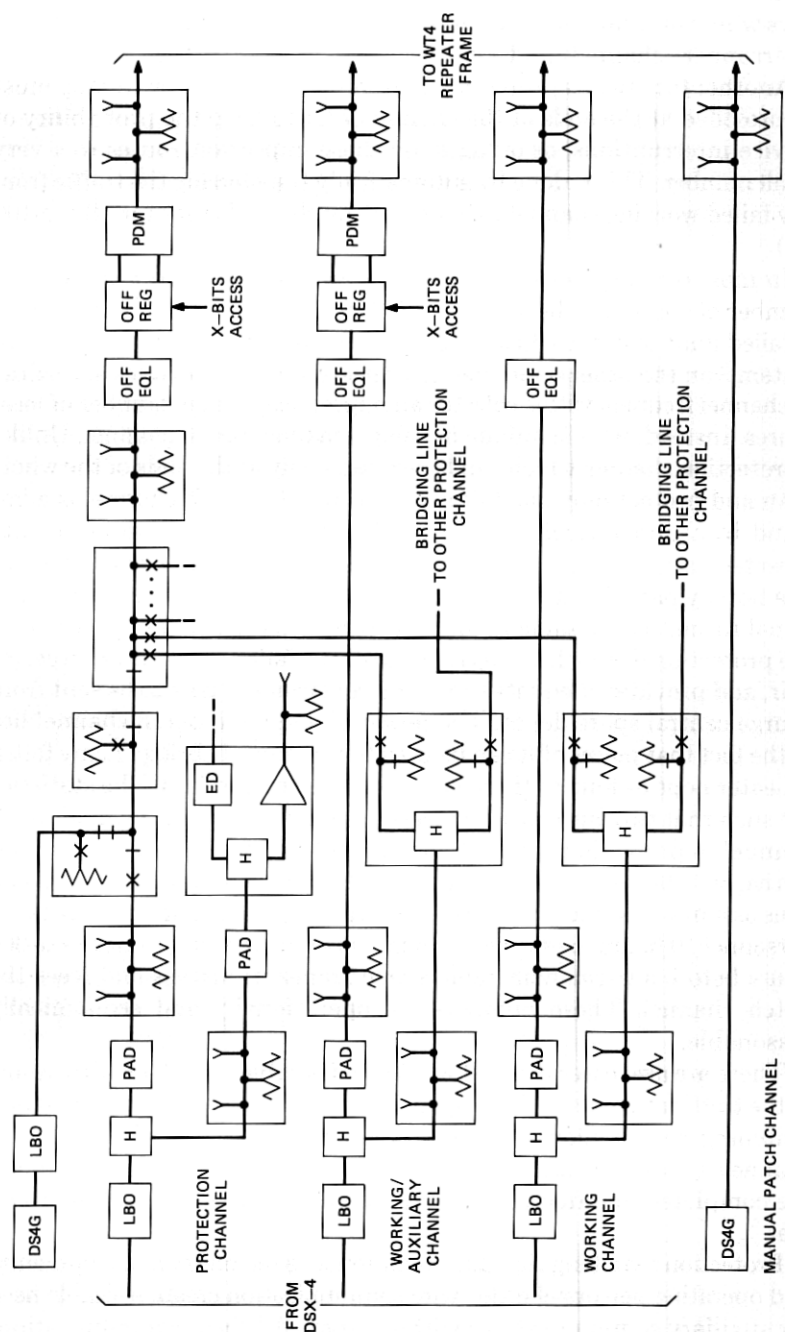 DS4G
LBO
FROM
DSX-4
LBO
H
PAD
OFF
EQL
OFF
REG
PDM
X-BITS
ACCESS
PROTECTION
CHANNEL
PAD
H
ED
TO WT4
REPEATER
FRAME
LBO
H
PAD
OFF
EQL
OFF
REG
PDM
X-BITS
ACCESS
WORKING/
AUXILIARY
CHANNEL
H
BRIDGING LINE
TO OTHER PROTECTION
CHANNEL
LBO
H
PAD
OFF
EQL
WORKING
CHANNEL
H
BRIDGING LINE
TO OTHER PROTECTION
CHANNEL
DS4G
MANUAL PATCH CHANNEL